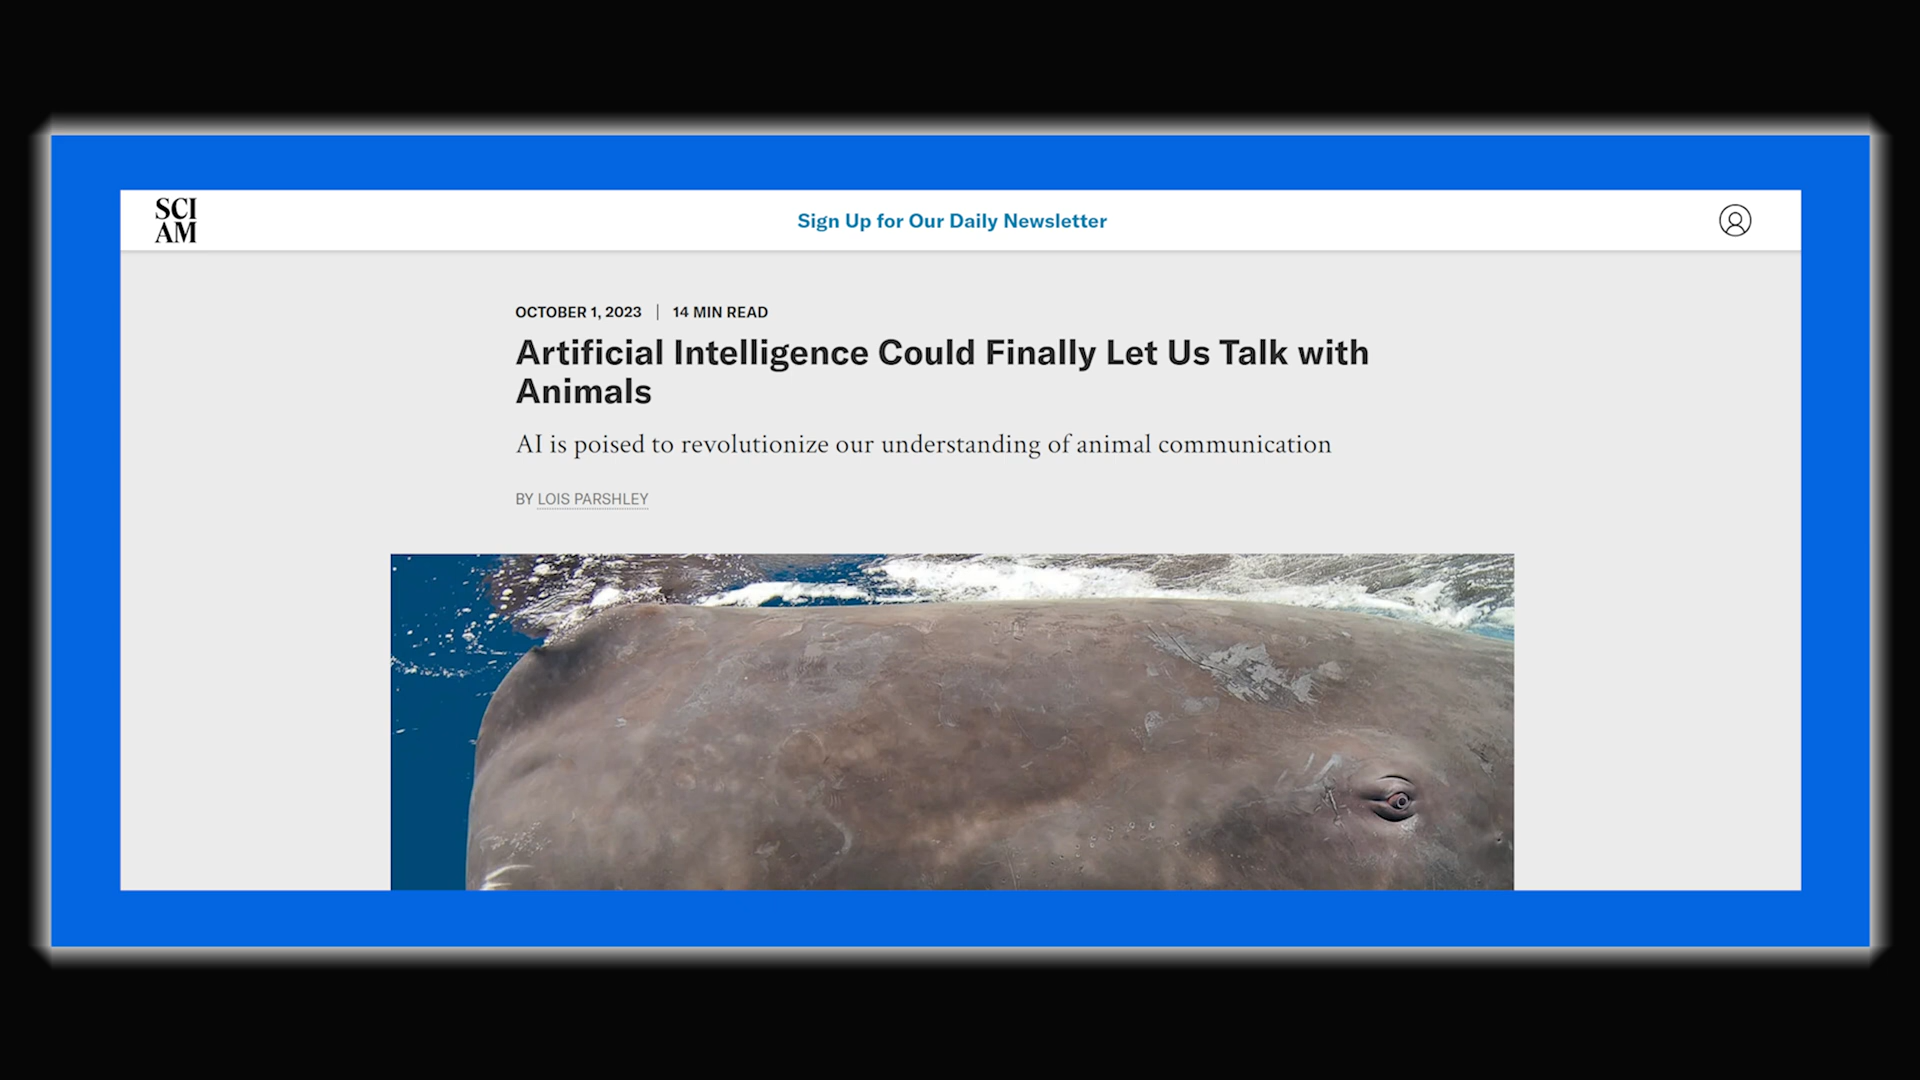 SCI
AM
Sign Up for Our Daily Newsletter
OCTOBER 1, 2023 | 14 MIN READ
Artificial Intelligence Could Finally Let Us Talk with
Animals
AI is poised to revolutionize our understanding of animal communication
BY LOIS PARSHLEY